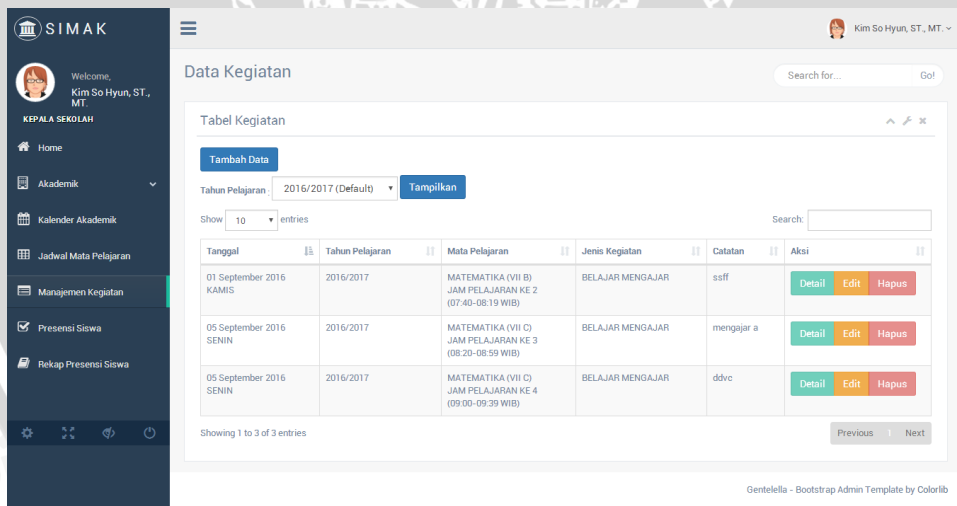 SIMAK
Kim So Hyun, ST., MT.
Welcome,
Kim So Hyun, ST.,
MT.
KEPALA SEKOLAH
Home
Akademik
Kalender Akademik
Jadwal Mata Pelajaran
Manajemen Kegiatan
Presensi Siswa
Rekap Presensi Siswa
Data Kegiatan
Search for... Go!
Tabel Kegiatan
Tambah Data
Tahun Pelajaran : 2016/2017 (Default) Tampilkan
Show 10 entries Search:
Tanggal Tahun Pelajaran Mata Pelajaran Jenis Kegiatan Catatan Aksi
01 September 2016 2016/2017 MATEMATIKA (VII B) BELAJAR MENGAJAR ssff Detail Edit Hapus
KAMIS JAM PELAJARAN KE 2
(07:40-08:19 WIB)
05 September 2016 2016/2017 MATEMATIKA (VII C) BELAJAR MENGAJAR mengajar a Detail Edit Hapus
SENIN JAM PELAJARAN KE 3
(08:20-08:59 WIB)
05 September 2016 2016/2017 MATEMATIKA (VII C) BELAJAR MENGAJAR ddvc Detail Edit Hapus
SENIN JAM PELAJARAN KE 4
(09:00-09:39 WIB)
Showing 1 to 3 of 3 entries Previous 1 Next
Gentelella - Bootstrap Admin Template by Colorlib